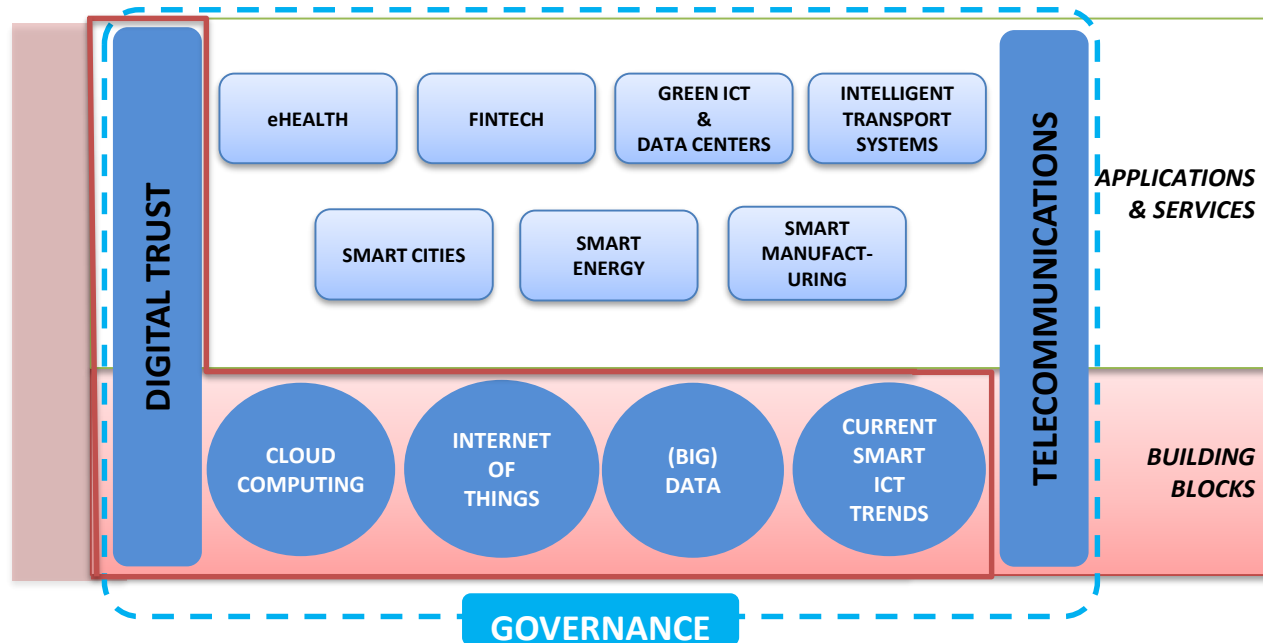 DIGITAL TRUST
eHEALTH
FINTECH
GREEN ICT
&
DATA CENTERS
INTELLIGENT
TRANSPORT
SYSTEMS
SMART CITIES
SMART
ENERGY
SMART
MANUFACT-
URING
TELECOMMUNICATIONS
APPLICATIONS
& SERVICES
CLOUD
COMPUTING
INTERNET
OF
THINGS
(BIG)
DATA
CURRENT
SMART
ICT
TRENDS
BUILDING
BLOCKS
GOVERNANCE